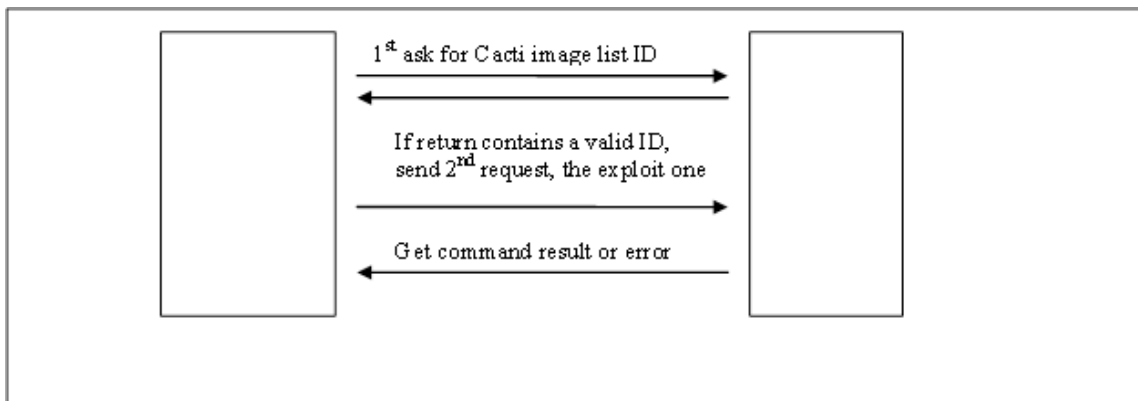 1st ask for Cacti image list ID
If return contains a valid ID,
send 2nd request, the exploit one
Get command result or error